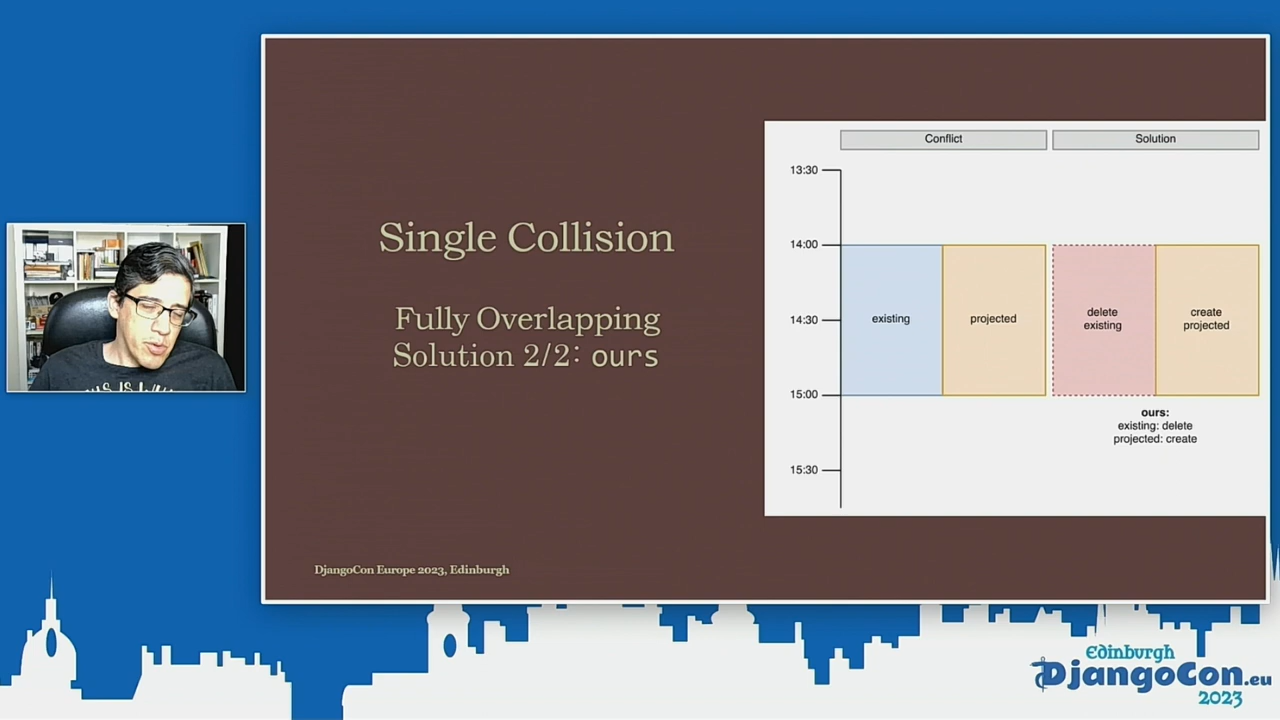 Single Collision
Fully Overlapping
Solution 2/2: ours
DjangoCon Europe 2023, Edinburgh
Conflict
Solution
13:30
14:00
14:30
15:00
15:30
existing
projected
delete
existing
create
projected
ours:
existing: delete
projected: create
Edinburgh
DjangoCon.eu
2023